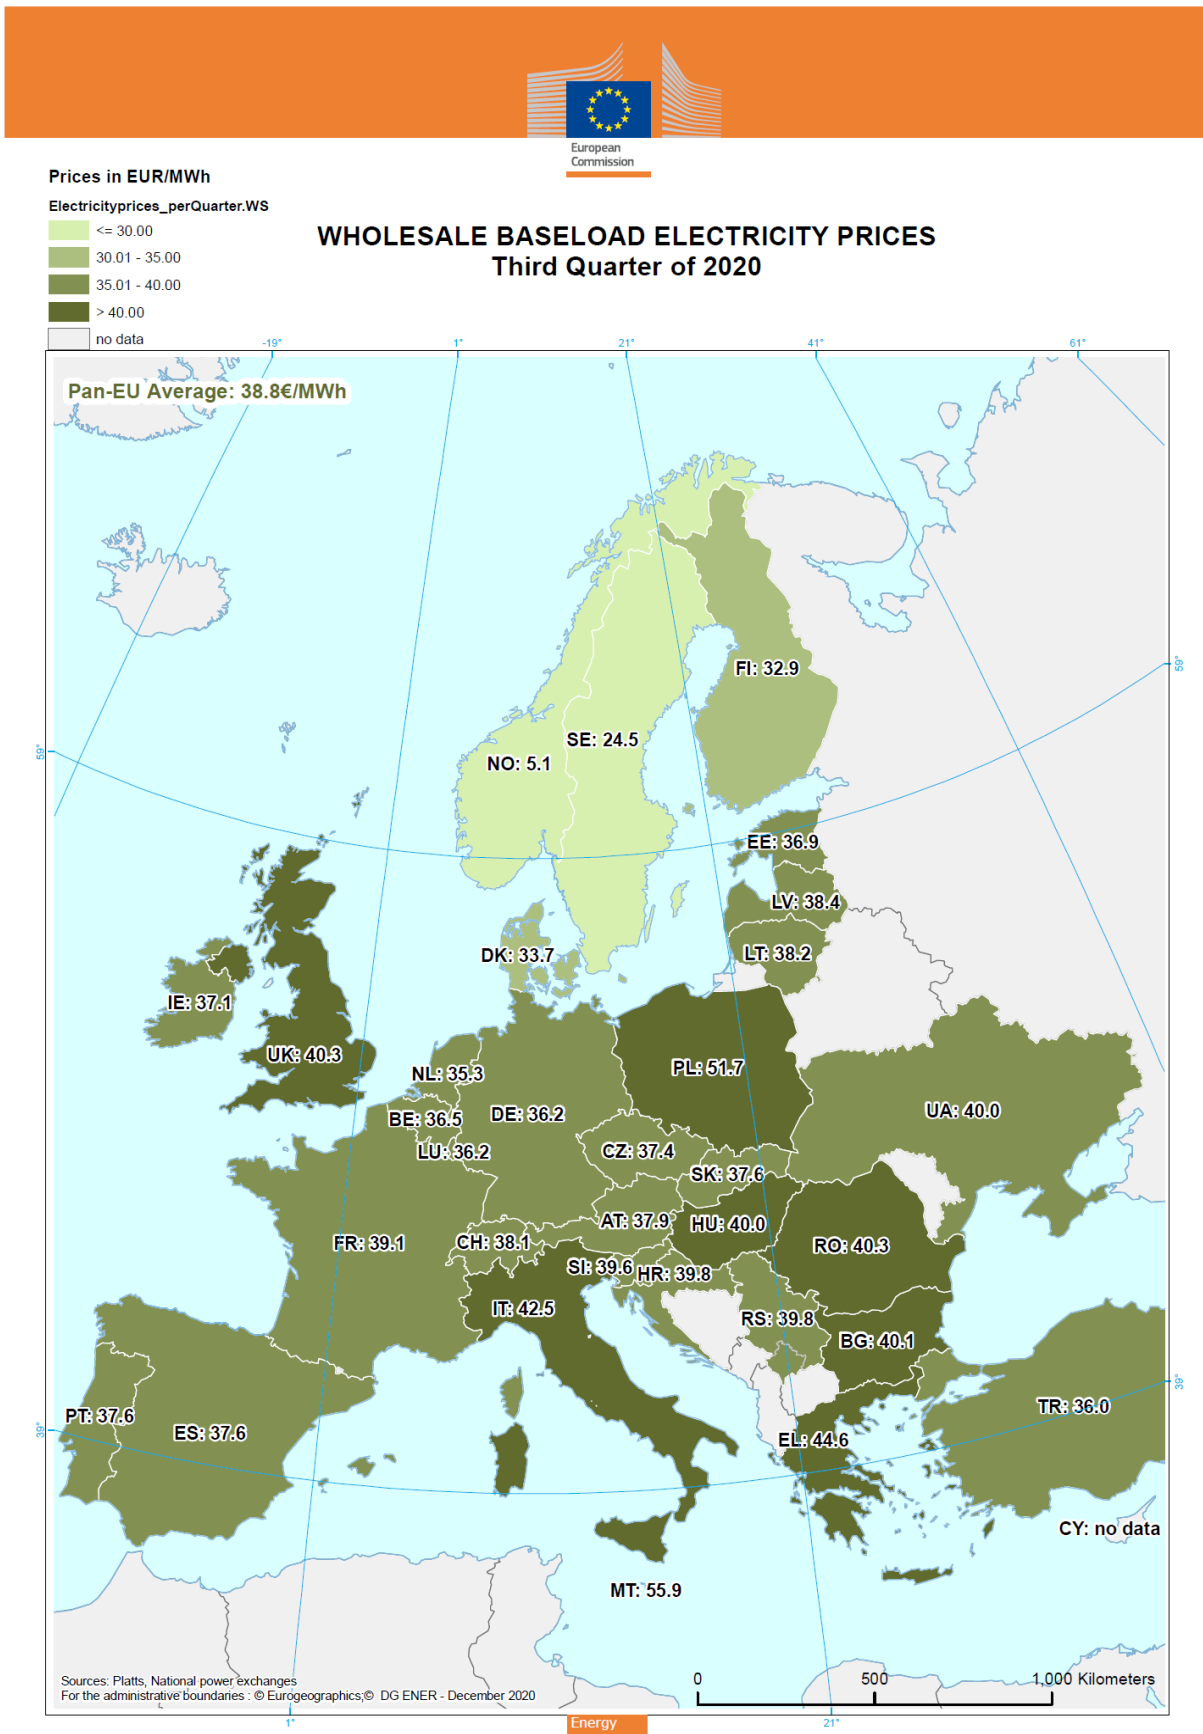 European
Commission
Prices in EUR/MWh
Electricityprices_perQuarter.WS
<= 30.00
30.01 - 35.00
35.01 - 40.00
> 40.00
no data
WHOLESALE BASELOAD ELECTRICITY PRICES
Third Quarter of 2020
-19°
1°
21°
41°
61°
Pan-EU Average: 38.8€/MWh
59°
FI: 32.9
SE: 24.5
59°
NO: 5.1
EE: 36.9
LV: 38.4
LT: 38.2
DK: 33.7
IE: 37.1
UK: 40.3
PL: 51.7
NL: 35.3
DE: 36.2
UA: 40.0
BE: 36.5
LU: 36.2
CZ: 37.4
SK: 37.6
AT: 37.9
HU: 40.0
FR: 39.1
CH: 38.1
RO: 40.3
SI: 39.6
HR: 39.8
IT: 42.5
RS: 39.8
BG: 40.1
39°
TR: 36.0
PT: 37.6
39°
ES: 37.6
EL: 44.6
CY: no data
MT: 55.9
0
500
1,000 Kilometers
Sources: Platts, National power exchanges
For the administrative boundaries : © Eurogeographics;© DG ENER - December 2020
1°
Energy
21°